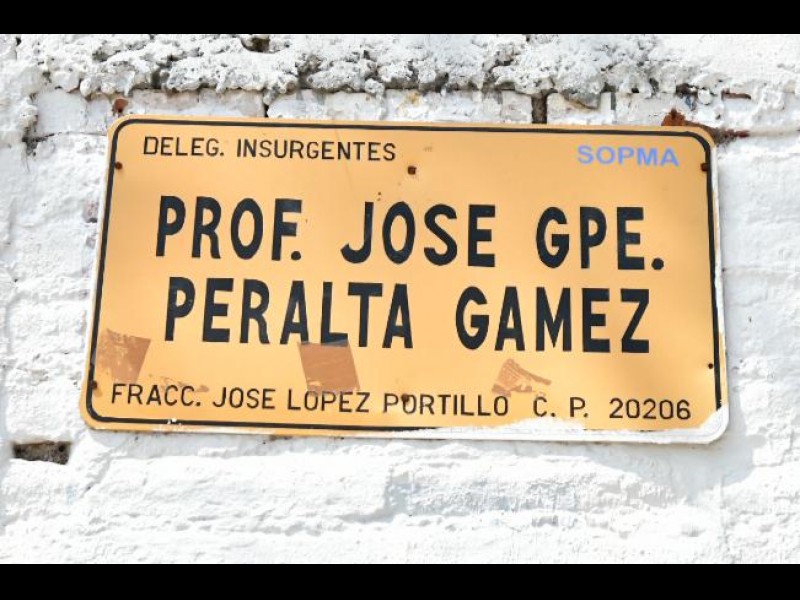 DELEG. INSURGENTES SOPMA
PROF. JOSE GPE.
PERALTA GAMEZ
FRACC. JOSE LOPEZ PORTILLO C. P. 20206